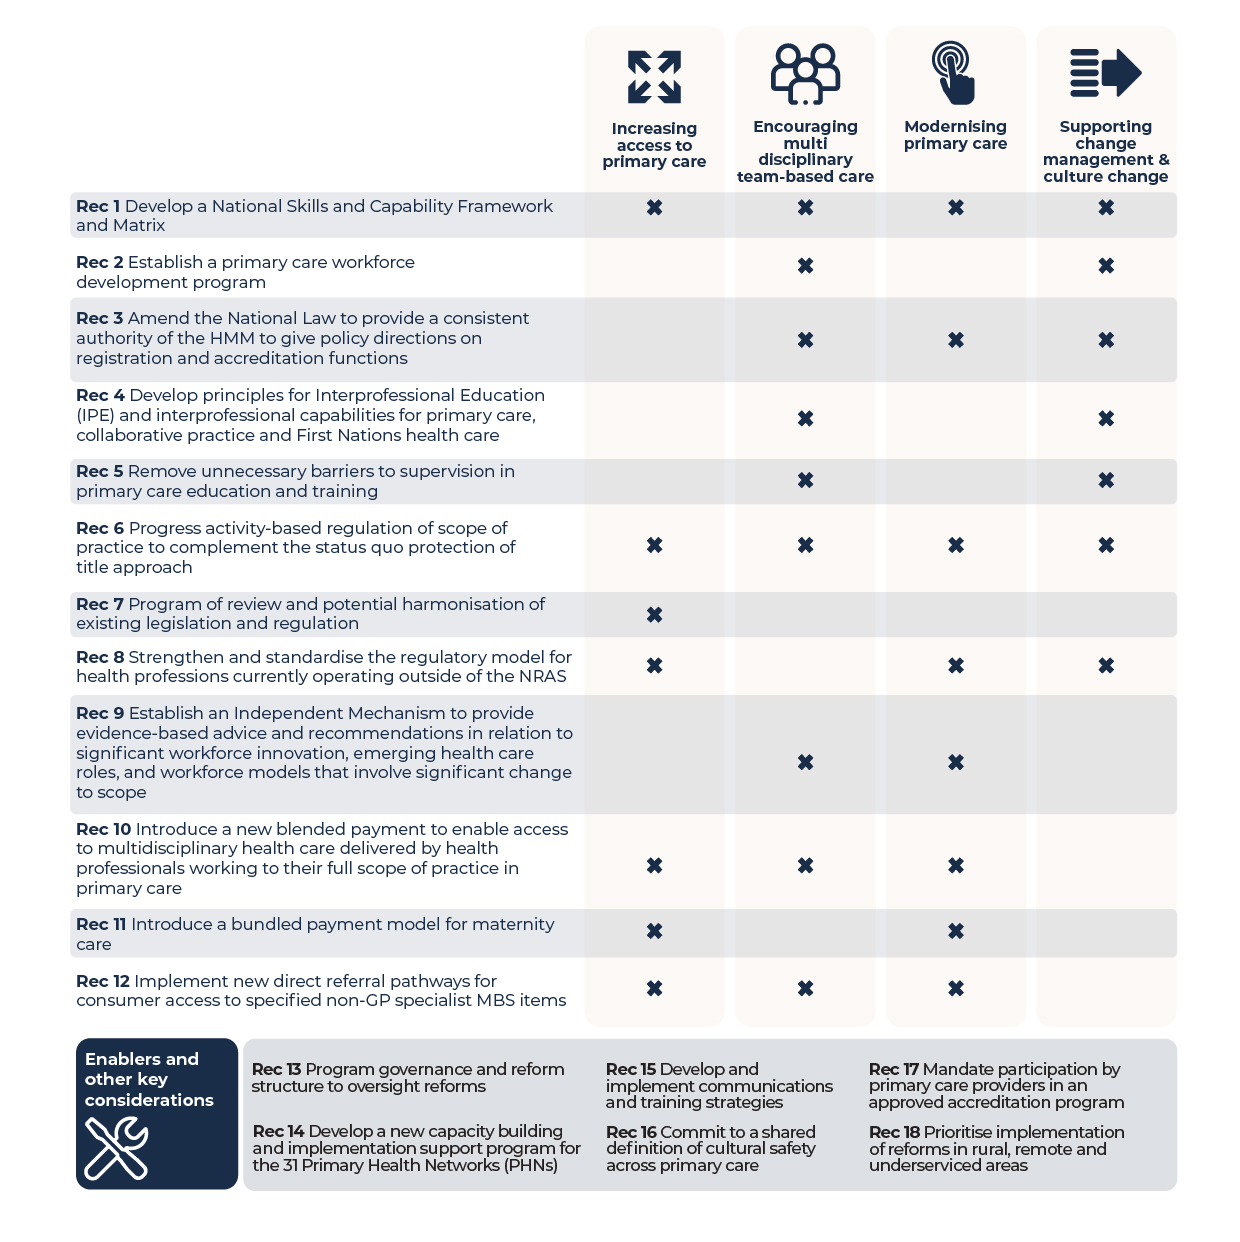 Increasing
access to
primary care
Encouraging
multi
disciplinary
team-based care
Modernising
primary care
Supporting
change
management &
culture change
Rec 1 Develop a National Skills and Capability Framework
and Matrix
✖ ✖ ✖ ✖
Rec 2 Establish a primary care workforce
development program
✖ ✖
Rec 3 Amend the National Law to provide a consistent
authority of the HMM to give policy directions on
registration and accreditation functions
✖ ✖ ✖
Rec 4 Develop principles for Interprofessional Education
(IPE) and interprofessional capabilities for primary care,
collaborative practice and First Nations health care
✖ ✖
Rec 5 Remove unnecessary barriers to supervision in
primary care education and training
✖ ✖
Rec 6 Progress activity-based regulation of scope of
practice to complement the status quo protection of
title approach
✖ ✖ ✖ ✖
Rec 7 Program of review and potential harmonisation of
existing legislation and regulation
✖
Rec 8 Strengthen and standardise the regulatory model for
health professions currently operating outside of the NRAS
✖ ✖ ✖
Rec 9 Establish an Independent Mechanism to provide
evidence-based advice and recommendations in relation to
significant workforce innovation, emerging health care
roles, and workforce models that involve significant change
to scope
✖ ✖
Rec 10 Introduce a new blended payment to enable access
to multidisciplinary health care delivered by health
professionals working to their full scope of practice in
primary care
✖ ✖ ✖
Rec 11 Introduce a bundled payment model for maternity
care
✖ ✖
Rec 12 Implement new direct referral pathways for
consumer access to specified non-GP specialist MBS items
✖ ✖ ✖
Enablers and
other key
considerations
Rec 13 Program governance and reform
structure to oversight reforms
Rec 14 Develop a new capacity building
and implementation support program for
the 31 Primary Health Networks (PHNs)
Rec 15 Develop and
implement communications
and training strategies
Rec 16 Commit to a shared
definition of cultural safety
across primary care
Rec 17 Mandate participation by
primary care providers in an
approved accreditation program
Rec 18 Prioritise implementation
of reforms in rural, remote and
underserviced areas